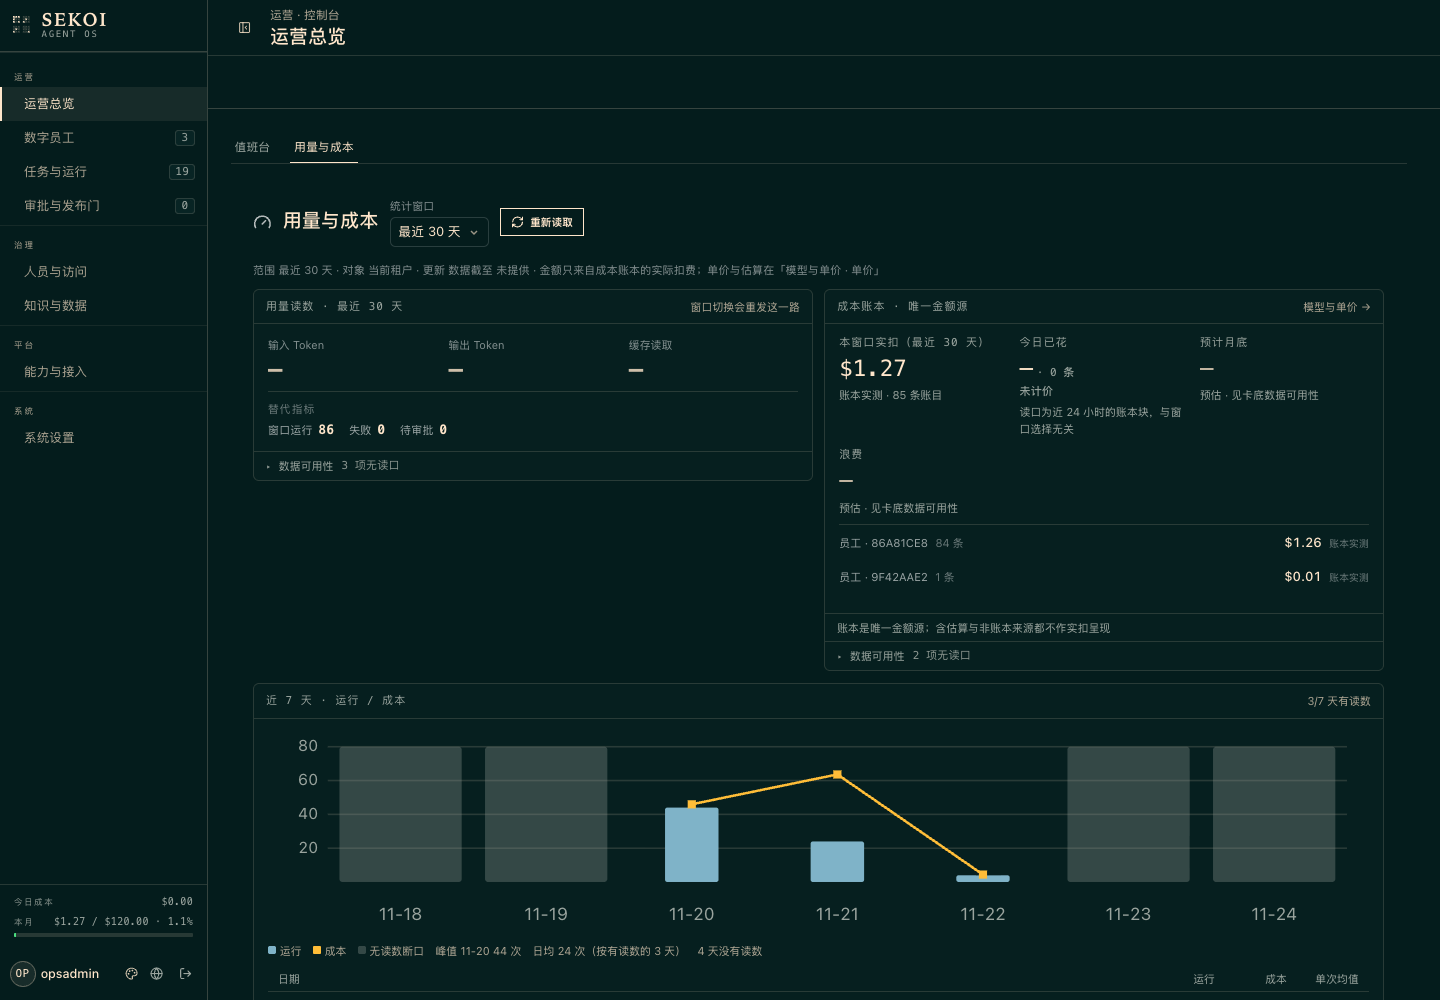 SEKOI
AGENT OS
运营
运营总览
数字员工 3
任务与运行 19
审批与发布门 0
治理
人员与访问
知识与数据
平台
能力与接入
系统
系统设置
今日成本 $0.00
本月 $1.27 / $120.00 · 1.1%
OP opsadmin
运营 · 控制台
运营总览
值班台 用量与成本
用量与成本
统计窗口
最近 30 天
重新读取
范围 最近 30 天 · 对象 当前租户 · 更新 数据截至 未提供 · 金额只来自成本账本的实际扣费；单价与估算在「模型与单价 · 单价」
用量读数 · 最近 30 天 窗口切换会重发这一路
输入 Token 输出 Token 缓存读取
— — —
替代指标
窗口运行 86 失败 0 待审批 0
▸ 数据可用性 3 项无读口
成本账本 · 唯一金额源 模型与单价 →
本窗口实扣（最近 30 天） 今日已花 预计月底
$1.27 — · 0 条 —
账本实测 · 85 条账目 未计价 预估 · 见卡底数据可用性
读口为近 24 小时的账本块，与窗
口选择无关
浪费
—
预估 · 见卡底数据可用性
员工 · 86A81CE8 84 条 $1.26 账本实测
员工 · 9F42AAE2 1 条 $0.01 账本实测
账本是唯一金额源；含估算与非账本来源都不作实扣呈现
▸ 数据可用性 2 项无读口
近 7 天 · 运行 / 成本 3/7 天有读数
80
60
40
20
11-18 11-19 11-20 11-21 11-22 11-23 11-24
运行 成本 无读数断口 峰值 11-20 44 次 日均 24 次（按有读数的 3 天） 4 天没有读数
日期 运行 成本 单次均值